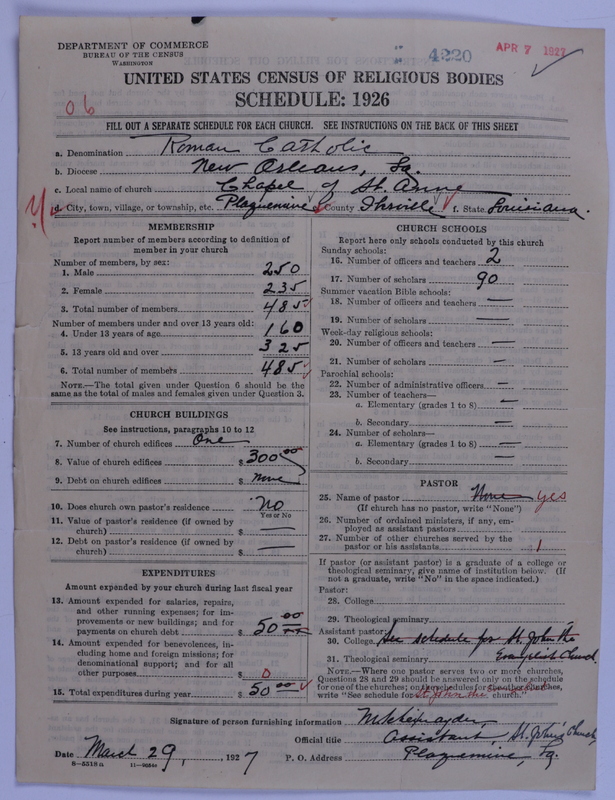 DEPARTMENT OF COMMERCE
BUREAU OF THE CENSUS
WASHINGTON
4220
APR 7 1927
UNITED STATES CENSUS OF RELIGIOUS BODIES
SCHEDULE: 1926
06
FILL OUT A SEPARATE SCHEDULE FOR EACH CHURCH. SEE INSTRUCTIONS ON THE BACK OF THIS SHEET
a. Denomination Roman Catholic
b. Diocese New Orleans, La.
c. Local name of church Chapel of St. Anne
d. City, town, village, or township, etc. Plaquemine e. County Iberville f. State Louisiana.
MEMBERSHIP
Report number of members according to definition of
member in your church
Number of members, by sex:
1. Male 250
2. Female 235
3. Total number of members 485
Number of members under and over 13 years old:
4. Under 13 years of age 160
5. 13 years old and over 325
6. Total number of members 485
NOTE.—The total given under Question 6 should be the
same as the total of males and females given under Question 3.
CHURCH BUILDINGS
See instructions, paragraphs 10 to 12
7. Number of church edifices One
8. Value of church edifices $ 300 00
9. Debt on church edifices $ none
10. Does church own pastor's residence No
Yes or No
11. Value of pastor's residence (if owned by
church) $ —
12. Debt on pastor's residence (if owned by
church) $ —
EXPENDITURES
Amount expended by your church during last fiscal year
13. Amount expended for salaries, repairs,
and other running expenses; for im-
provements or new buildings; and for
payments on church debt $ 50 00
14. Amount expended for benevolences, in-
cluding home and foreign missions; for
denominational support; and for all
other purposes $ 0
15. Total expenditures during year $ 50 00
CHURCH SCHOOLS
Report here only schools conducted by this church
Sunday schools:
16. Number of officers and teachers 2
17. Number of scholars 90
Summer vacation Bible schools:
18. Number of officers and teachers —
19. Number of scholars —
Week-day religious schools:
20. Number of officers and teachers —
21. Number of scholars —
Parochial schools:
22. Number of administrative officers —
23. Number of teachers—
a. Elementary (grades 1 to 8) —
b. Secondary —
24. Number of scholars—
a. Elementary (grades 1 to 8) —
b. Secondary —
PASTOR
25. Name of pastor None yes
(If church has no pastor, write "None")
26. Number of ordained ministers, if any, em-
ployed as assistant pastors
27. Number of other churches served by the
pastor or his assistants 1
If pastor (or assistant pastor) is a graduate of a college or
theological seminary, give name of institution below. (If
not a graduate, write "No" in the space indicated.)
Pastor:
28. College
29. Theological seminary
Assistant pastor:
30. College See schedule for St. John the
31. Theological seminary Evangelist Church.
NOTE.—Where one pastor serves two or more churches,
Questions 28 and 29 should be answered only on the schedule
for one of the churches; on the schedules for the other churches,
write "See schedule for St. John the church."
Signature of person furnishing information
Official title Assistant St. John's Church,
Date March 29, 1927 P. O. Address Plaquemine La.
8-5518 a